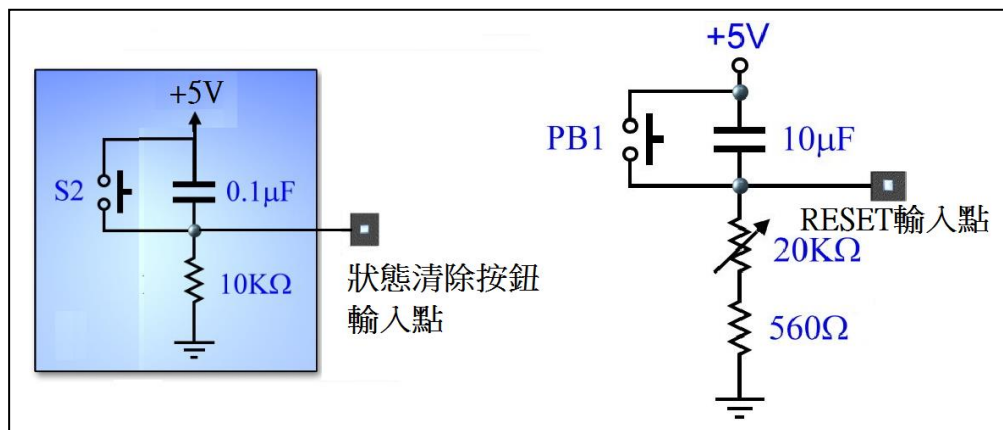 +5V
S2
0.1μF
10KΩ
狀態清除按鈕
輸入點
+5V
PB1
10μF
RESET輸入點
20KΩ
560Ω